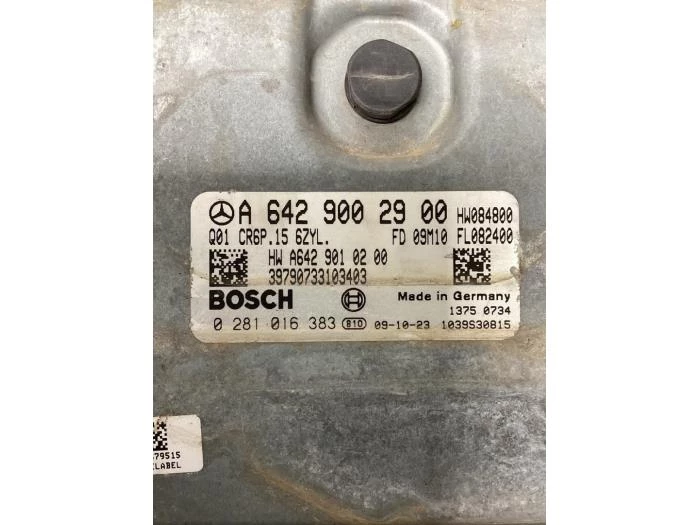 A 642 900 29 00 HW084800
Q01 CR6P.15 6ZYL. FD 09M10 FL082400
HW A642 901 02 00
39790733103403
BOSCH Made in Germany
1375 0734
0 281 016 383 B10 09-10-23 1039S30815
79515
LABEL